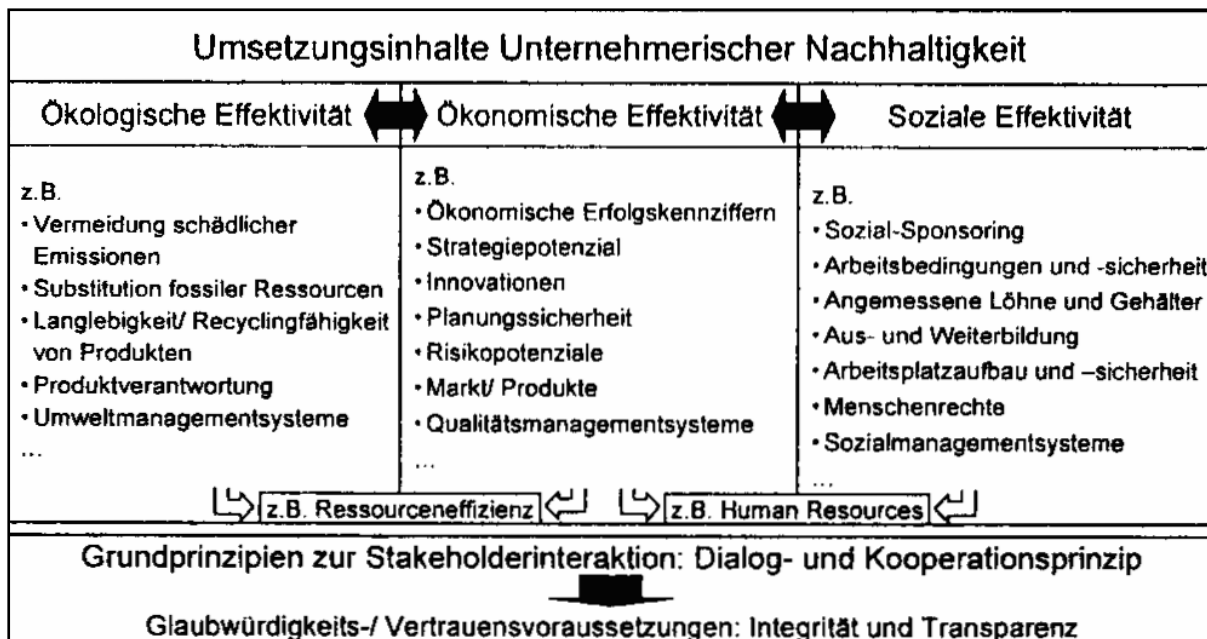 Umsetzungsinhalte Unternehmerischer Nachhaltigkeit
Ökologische Effektivität
Ökonomische Effektivität
Soziale Effektivität
z.B.
• Vermeidung schädlicher
Emissionen
• Substitution fossiler Ressourcen
• Langlebigkeit/ Recyclingfähigkeit
von Produkten
• Produktverantwortung
• Umweltmanagementsysteme
...
z.B.
• Ökonomische Erfolgskennziffern
• Strategiepotenzial
• Innovationen
• Planungssicherheit
• Risikopotenziale
• Markt/ Produkte
• Qualitätsmanagementsysteme
...
z.B.
• Sozial-Sponsoring
• Arbeitsbedingungen und -sicherheit
• Angemessene Löhne und Gehälter
• Aus- und Weiterbildung
• Arbeitsplatzaufbau und –sicherheit
• Menschenrechte
• Sozialmanagementsysteme
...
z.B. Ressourceneffizienz
z.B. Human Resources
Grundprinzipien zur Stakeholderinteraktion: Dialog- und Kooperationsprinzip
Glaubwürdigkeits-/ Vertrauensvoraussetzungen: Integrität und Transparenz